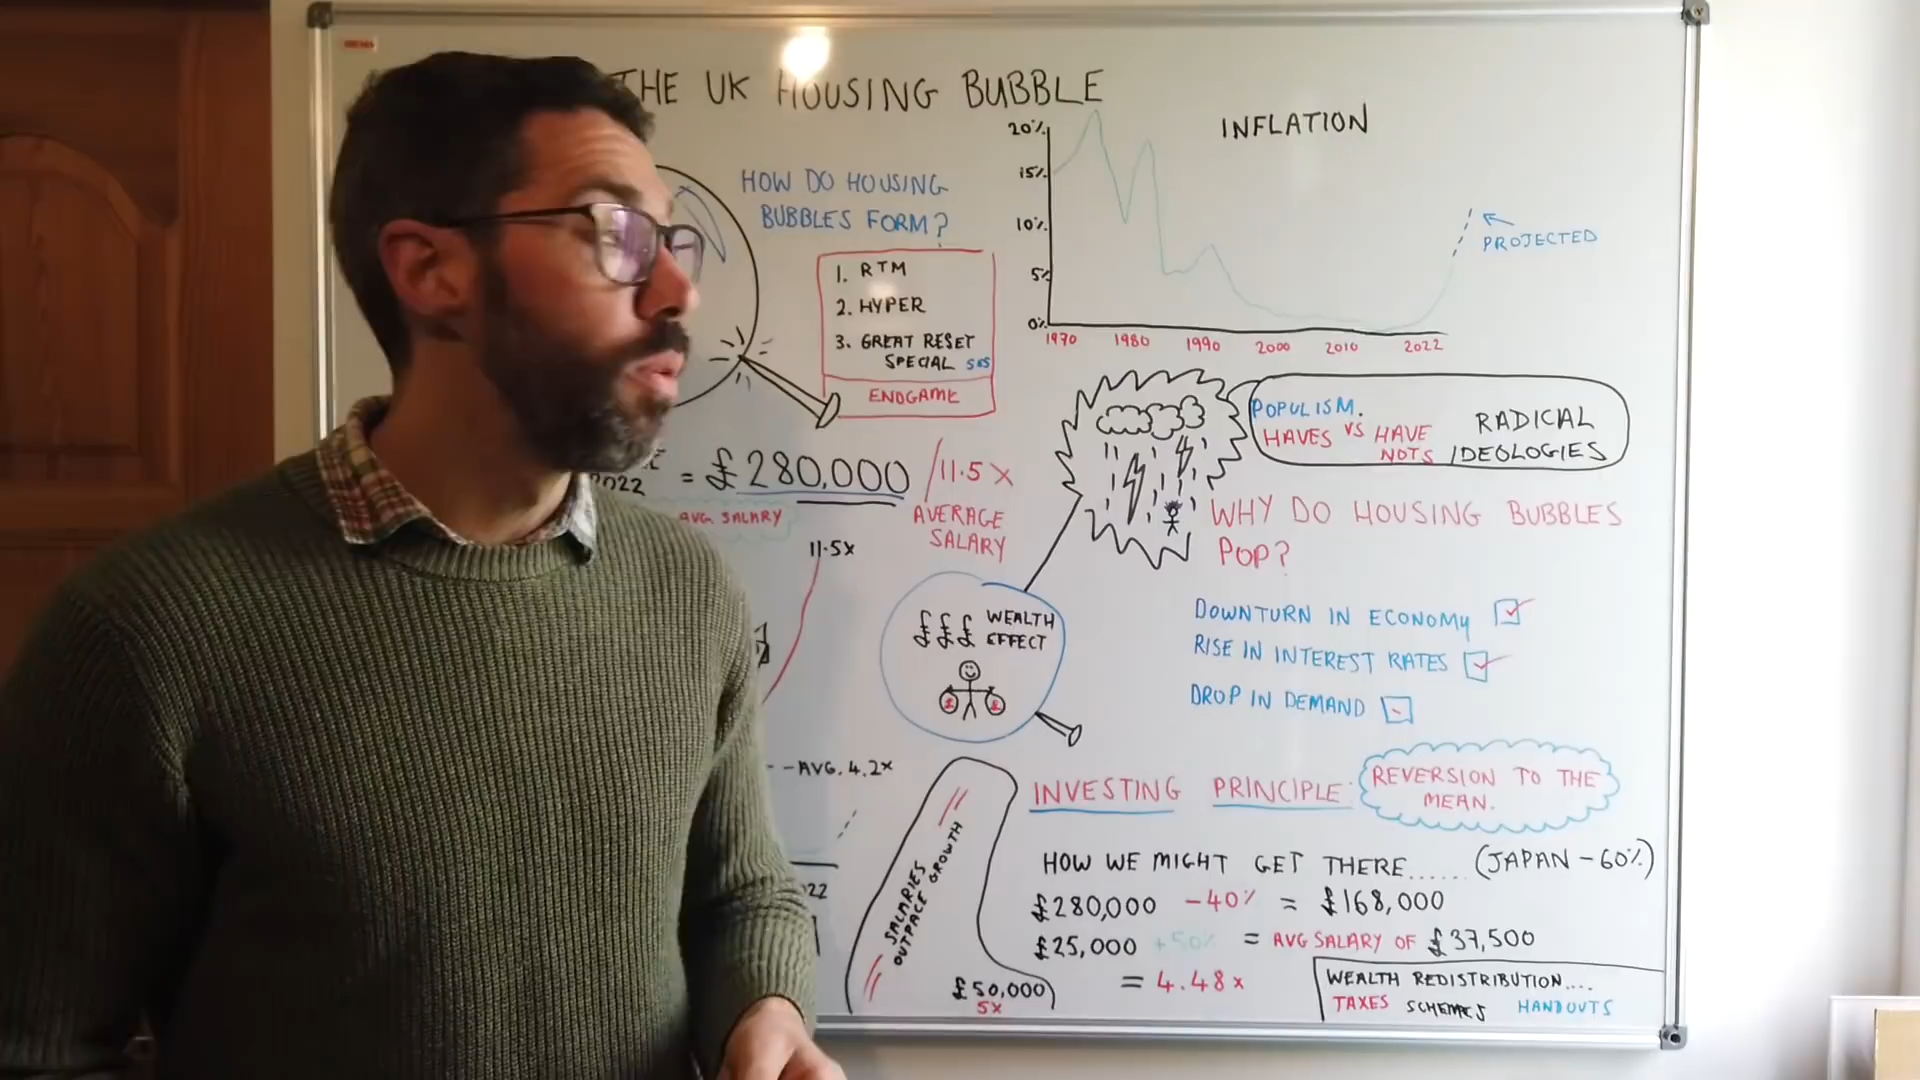 THE UK HOUSING BUBBLE
HOW DO HOUSING
BUBBLES FORM?
1. RTM
2. HYPER
3. GREAT RESET
SPECIAL
ENDGAME
INFLATION
20%
15%
10%
5%
0%
1970 1980 1990 2000 2010 2022
PROJECTED
POPULISM.
HAVES VS HAVE
NOTS
RADICAL
IDEOLOGIES
2022 = £280,000 / 11.5 x
AVERAGE
SALARY
AVG. SALARY
11.5x
WHY DO HOUSING BUBBLES
POP?
£ £ £ WEALTH
EFFECT
£ £
DOWNTURN IN ECONOMY
RISE IN INTEREST RATES
DROP IN DEMAND
--AVG. 4.2x
22
SALARIES
OUTPACE GROWTH
£50,000
5x
INVESTING PRINCIPLE:
REVERSION TO THE
MEAN.
HOW WE MIGHT GET THERE...... (JAPAN -60%)
£280,000 -40% = £168,000
£25,000 +50% = AVG SALARY OF £37,500
= 4.48x
WEALTH REDISTRIBUTION....
TAXES SCHEMES HANDOUTS